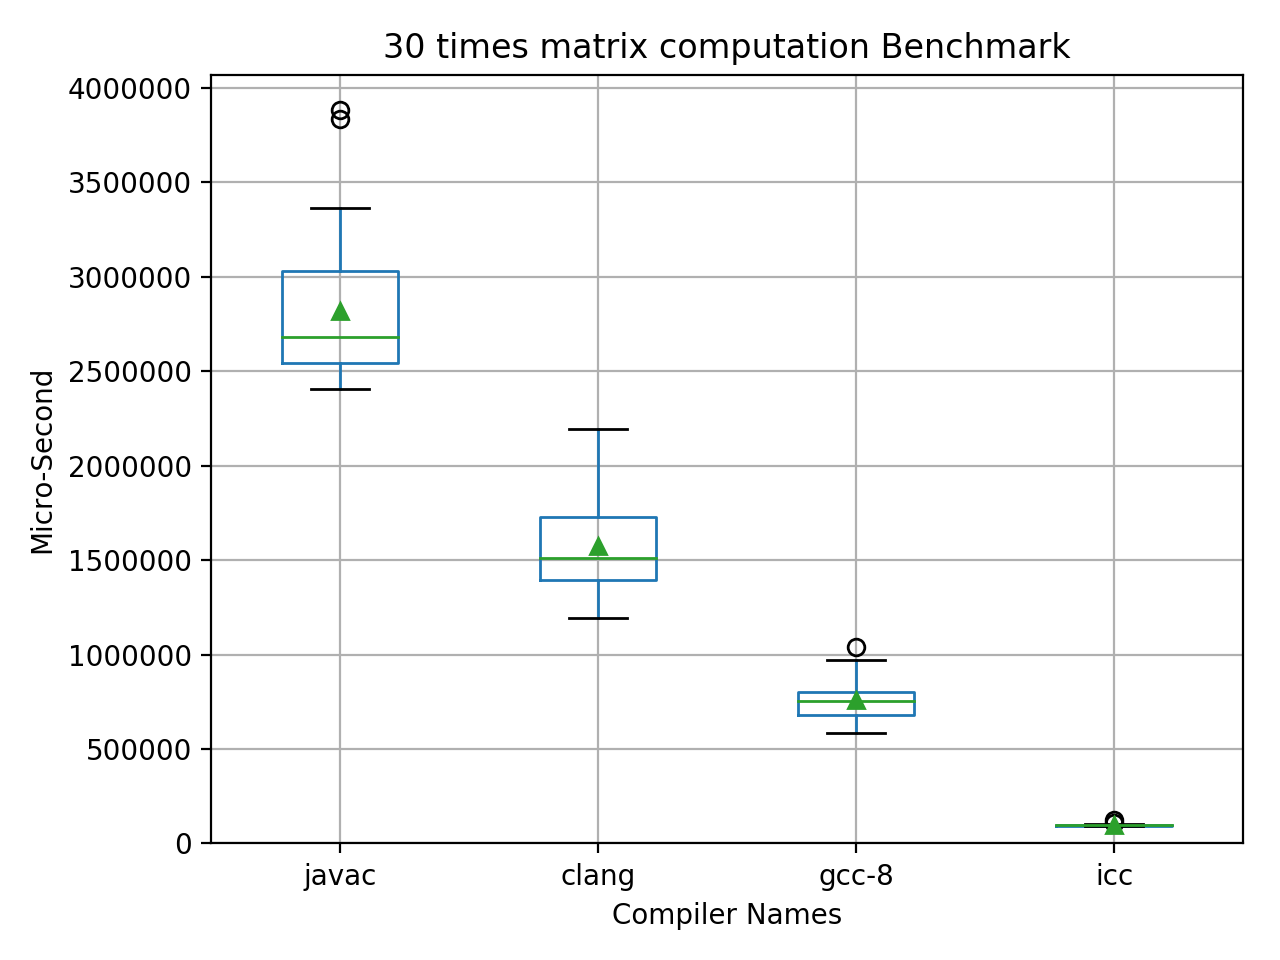 30 times matrix computation Benchmark
4000000
3500000
3000000
2500000
2000000
1500000
1000000
500000
0
Micro-Second
javac clang gcc-8 icc
Compiler Names